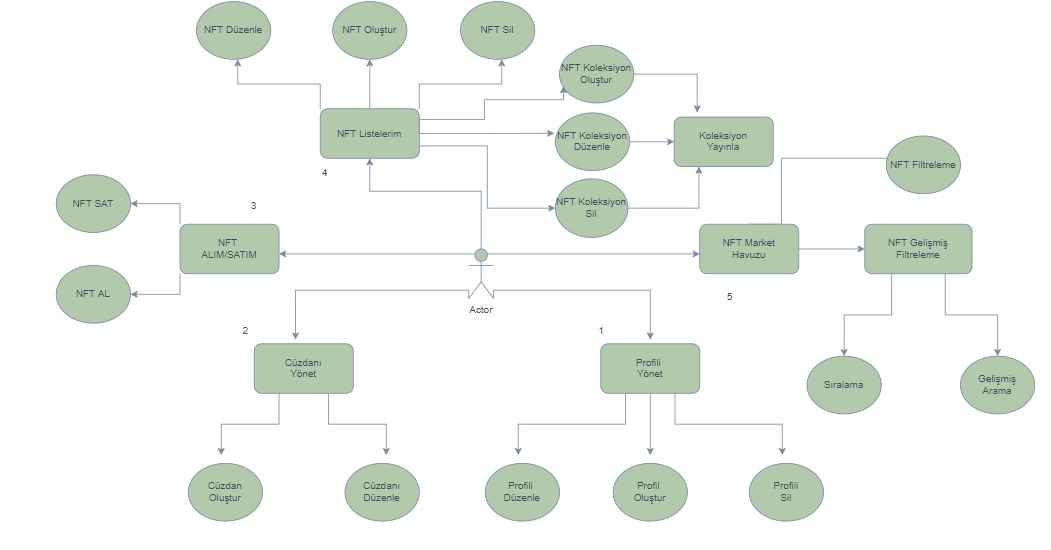 NFT Düzenle
NFT Oluştur
NFT Sil
NFT Koleksiyon
Oluştur
NFT Listelerim
NFT Koleksiyon
Düzenle
Koleksiyon
Yayınla
NFT Filtreleme
4
NFT Koleksiyon
Sil
NFT SAT
3
NFT
ALIM/SATIM
NFT Market
Havuzu
NFT Gelişmiş
Filtreleme
NFT AL
5
Actor
2
1
Cüzdanı
Yönet
Profili
Yönet
Sıralama
Gelişmiş
Arama
Cüzdan
Oluştur
Cüzdanı
Düzenle
Profili
Düzenle
Profil
Oluştur
Profili
Sil